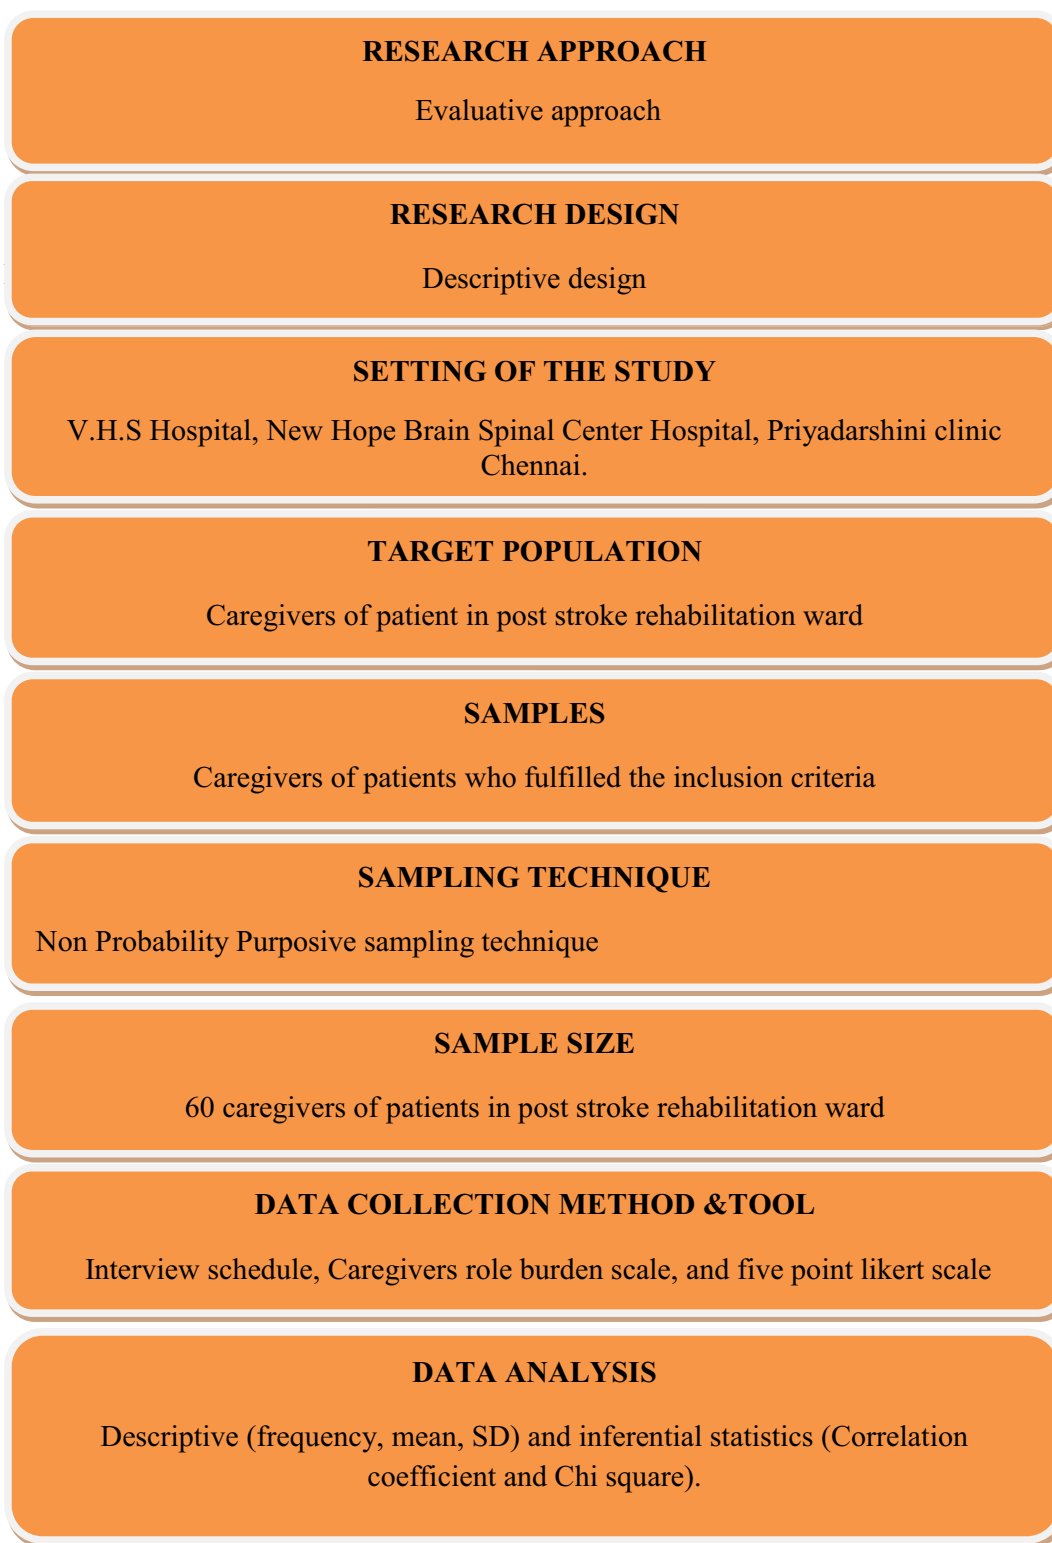 RESEARCH APPROACH
Evaluative approach
RESEARCH DESIGN
Descriptive design
SETTING OF THE STUDY
V.H.S Hospital, New Hope Brain Spinal Center Hospital, Priyadarshini clinic
Chennai.
TARGET POPULATION
Caregivers of patient in post stroke rehabilitation ward
SAMPLES
Caregivers of patients who fulfilled the inclusion criteria
SAMPLING TECHNIQUE
Non Probability Purposive sampling technique
SAMPLE SIZE
60 caregivers of patients in post stroke rehabilitation ward
DATA COLLECTION METHOD &TOOL
Interview schedule, Caregivers role burden scale, and five point likert scale
DATA ANALYSIS
Descriptive (frequency, mean, SD) and inferential statistics (Correlation
coefficient and Chi square).